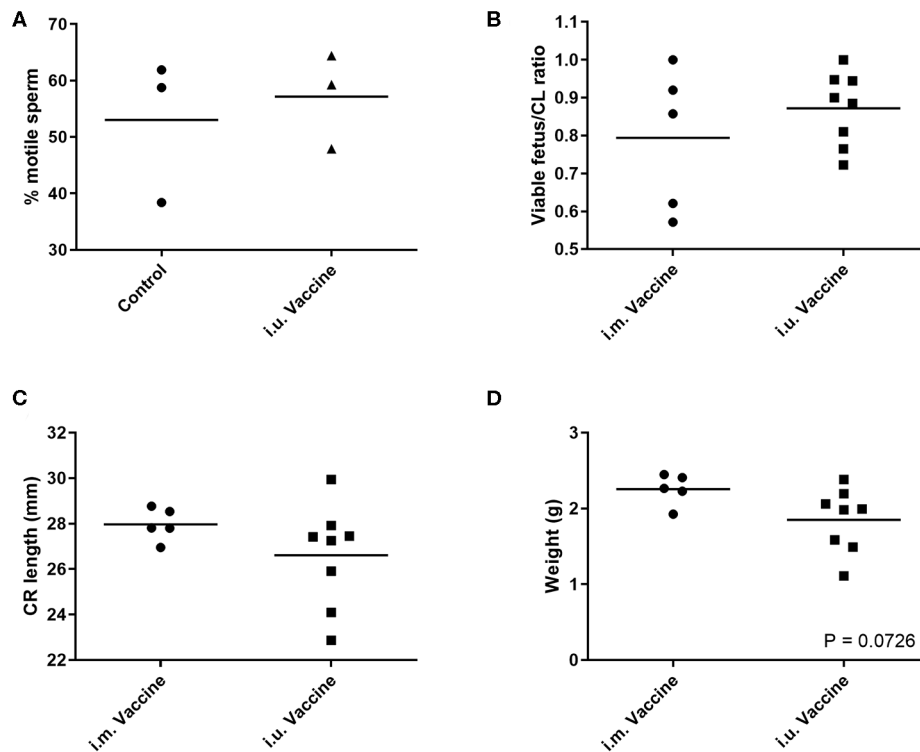 A
% motile sperm
70
60
50
40
30
Control
i.u. Vaccine
B
Viable fetus/CL ratio
1.0
0.9
0.8
0.7
0.6
0.5
i.m. Vaccine
i.u. Vaccine
C
CR length (mm)
32
30
28
26
24
22
i.m. Vaccine
i.u. Vaccine
D
Weight (g)
3
2
1
0
P = 0.0726
i.m. Vaccine
i.u. Vaccine